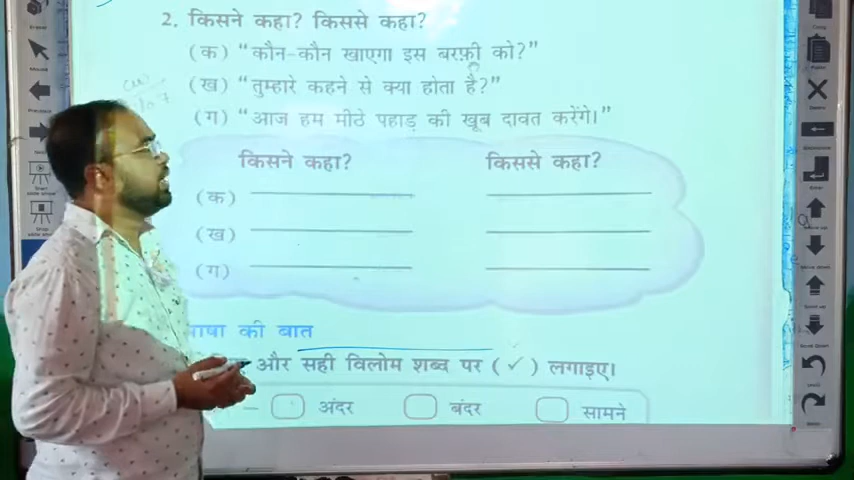 2. किसने कहा? किससे कहा?
(क) “कौन-कौन खाएगा इस बरफ़ी को?”
(ख) “तुम्हारे कहने से क्या होता है?”
(ग) “आज हम मीठे पहाड़ की खूब दावत करेंगे।”
किसने कहा? किससे कहा?
(क)
(ख)
(ग)
भाषा की बात
और सही विलोम शब्द पर (✓) लगाइए।
अंदर बंदर सामने